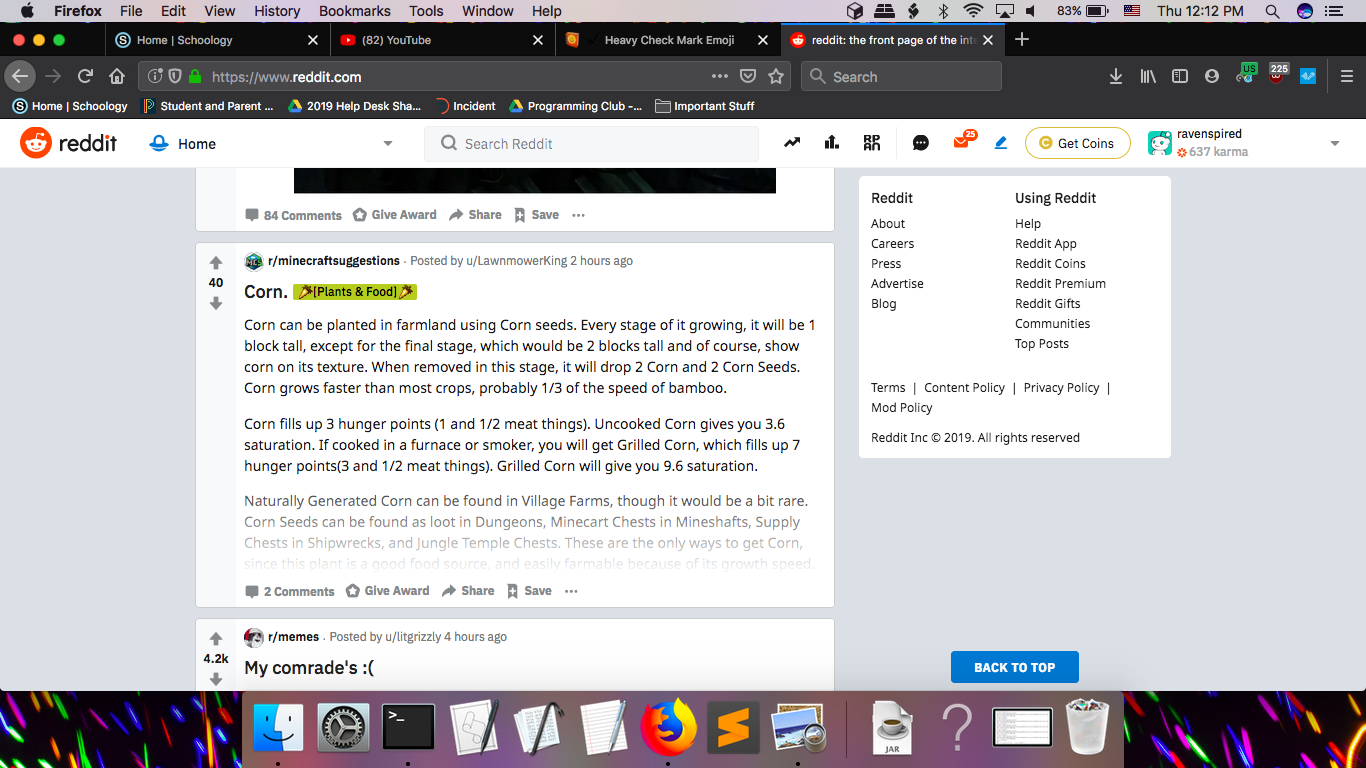 Firefox File Edit View History Bookmarks Tools Window Help 83% Thu 12:12 PM
Home | Schoology (82) YouTube Heavy Check Mark Emoji reddit: the front page of the inte
https://www.reddit.com Search US 225
Home | Schoology Student and Parent ... 2019 Help Desk Sha... Incident Programming Club -... Important Stuff
reddit Home Search Reddit 25 Get Coins ravenspired
637 karma
84 Comments Give Award Share Save
r/minecraftsuggestions · Posted by u/LawnmowerKing 2 hours ago
40
Corn. [Plants & Food]
Corn can be planted in farmland using Corn seeds. Every stage of it growing, it will be 1
block tall, except for the final stage, which would be 2 blocks tall and of course, show
corn on its texture. When removed in this stage, it will drop 2 Corn and 2 Corn Seeds.
Corn grows faster than most crops, probably 1/3 of the speed of bamboo.
Corn fills up 3 hunger points (1 and 1/2 meat things). Uncooked Corn gives you 3.6
saturation. If cooked in a furnace or smoker, you will get Grilled Corn, which fills up 7
hunger points(3 and 1/2 meat things). Grilled Corn will give you 9.6 saturation.
Naturally Generated Corn can be found in Village Farms, though it would be a bit rare.
Corn Seeds can be found as loot in Dungeons, Minecart Chests in Mineshafts, Supply
Chests in Shipwrecks, and Jungle Temple Chests. These are the only ways to get Corn,
since this plant is a good food source, and easily farmable because of its growth speed.
2 Comments Give Award Share Save
r/memes · Posted by u/litgrizzly 4 hours ago
4.2k
My comrade's :(
Reddit
About
Careers
Press
Advertise
Blog
Using Reddit
Help
Reddit App
Reddit Coins
Reddit Premium
Reddit Gifts
Communities
Top Posts
Terms | Content Policy | Privacy Policy |
Mod Policy
Reddit Inc © 2019. All rights reserved
BACK TO TOP
JAR